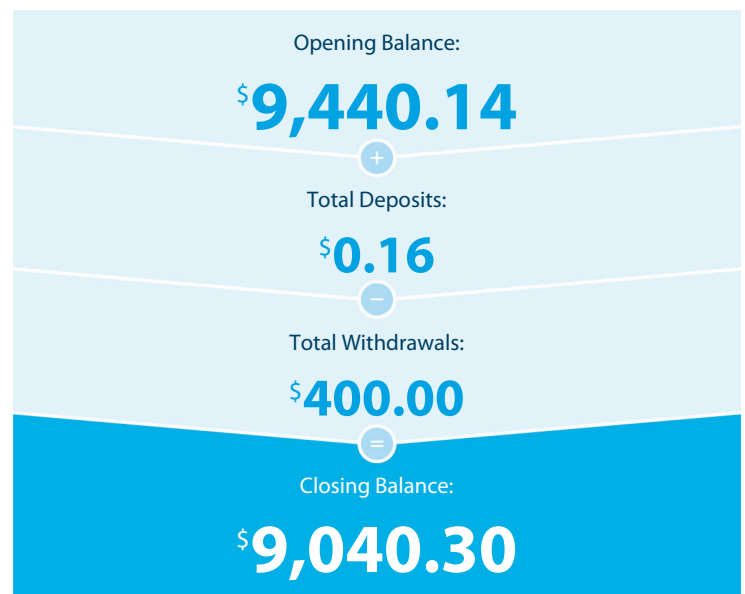 Opening Balance:
$9,440.14
+
Total Deposits:
$0.16
−
Total Withdrawals:
$400.00
=
Closing Balance:
$9,040.30